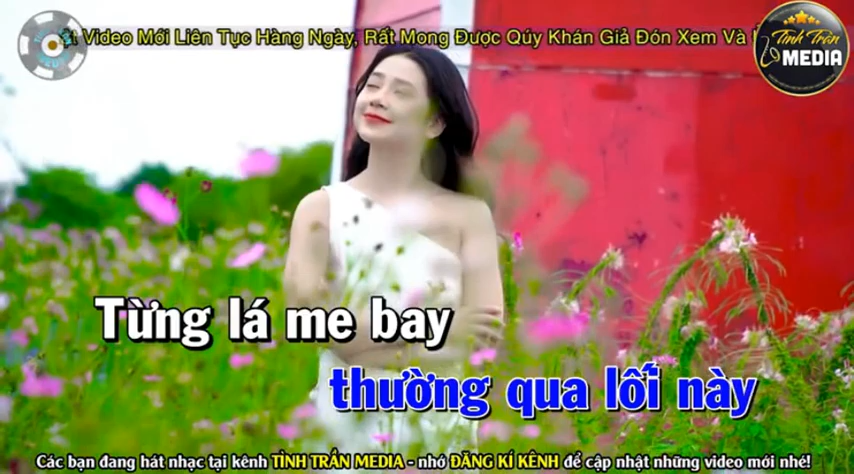 Video Mới Liên Tục Hàng Ngày, Rất Mong Được Qúy Khán Giả Đón Xem Và
Tình Trần
MEDIA
Từng lá me bay
thường qua lối này
Các bạn đang hát nhạc tại kênh TÌNH TRẦN MEDIA - nhớ ĐĂNG KÍ KÊNH để cập nhật những video mới nhé!